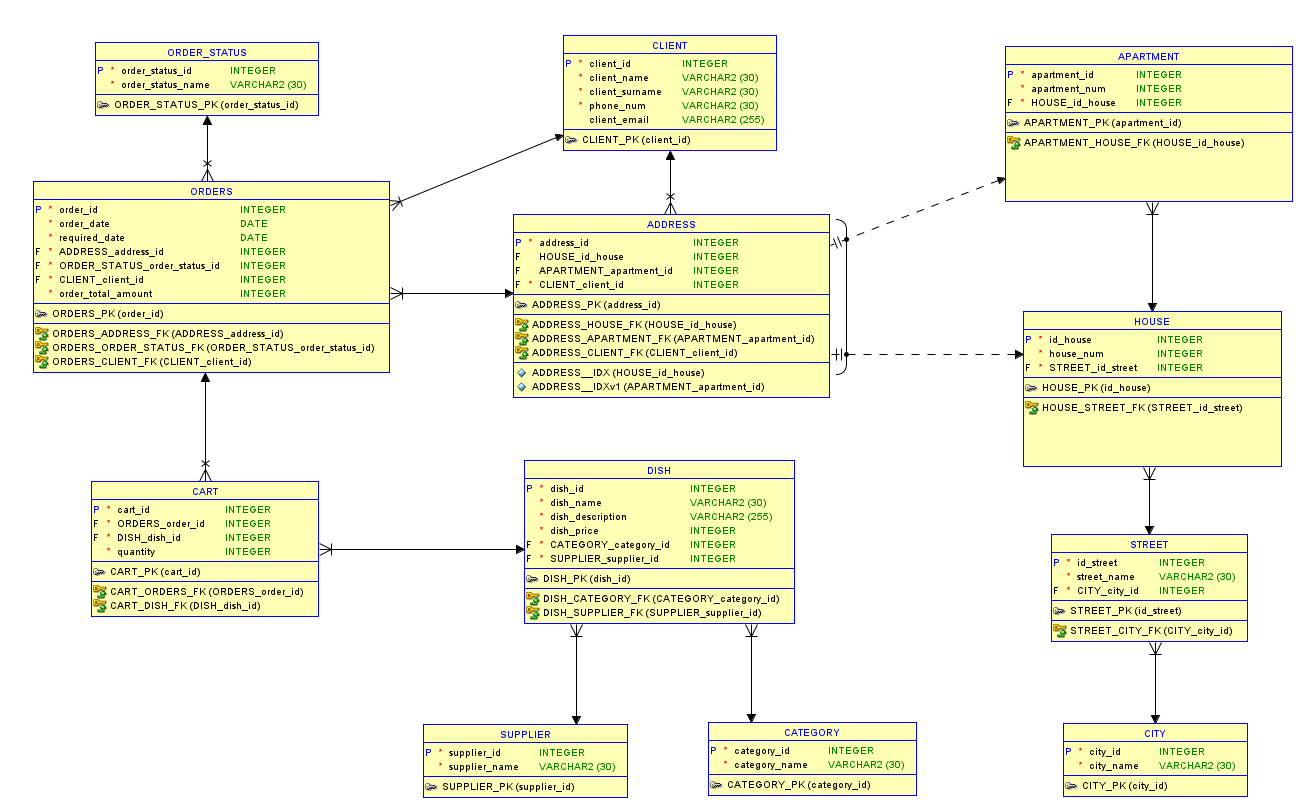 ORDER_STATUS
P * order_status_id INTEGER
* order_status_name VARCHAR2 (30)
ORDER_STATUS_PK (order_status_id)
CLIENT
P * client_id INTEGER
* client_name VARCHAR2 (30)
* client_surname VARCHAR2 (30)
* phone_num VARCHAR2 (30)
client_email VARCHAR2 (255)
CLIENT_PK (client_id)
APARTMENT
P * apartment_id INTEGER
* apartment_num INTEGER
F * HOUSE_id_house INTEGER
APARTMENT_PK (apartment_id)
APARTMENT_HOUSE_FK (HOUSE_id_house)
ORDERS
P * order_id INTEGER
* order_date DATE
* required_date DATE
F * ADDRESS_address_id INTEGER
F * ORDER_STATUS_order_status_id INTEGER
F * CLIENT_client_id INTEGER
* order_total_amount INTEGER
ORDERS_PK (order_id)
ORDERS_ADDRESS_FK (ADDRESS_address_id)
ORDERS_ORDER_STATUS_FK (ORDER_STATUS_order_status_id)
ORDERS_CLIENT_FK (CLIENT_client_id)
ADDRESS
P * address_id INTEGER
F HOUSE_id_house INTEGER
F APARTMENT_apartment_id INTEGER
F * CLIENT_client_id INTEGER
ADDRESS_PK (address_id)
ADDRESS_HOUSE_FK (HOUSE_id_house)
ADDRESS_APARTMENT_FK (APARTMENT_apartment_id)
ADDRESS_CLIENT_FK (CLIENT_client_id)
ADDRESS__IDX (HOUSE_id_house)
ADDRESS__IDXv1 (APARTMENT_apartment_id)
HOUSE
P * id_house INTEGER
* house_num INTEGER
F * STREET_id_street INTEGER
HOUSE_PK (id_house)
HOUSE_STREET_FK (STREET_id_street)
CART
P * cart_id INTEGER
F * ORDERS_order_id INTEGER
F * DISH_dish_id INTEGER
* quantity INTEGER
CART_PK (cart_id)
CART_ORDERS_FK (ORDERS_order_id)
CART_DISH_FK (DISH_dish_id)
DISH
P * dish_id INTEGER
* dish_name VARCHAR2 (30)
* dish_description VARCHAR2 (255)
* dish_price INTEGER
F * CATEGORY_category_id INTEGER
F * SUPPLIER_supplier_id INTEGER
DISH_PK (dish_id)
DISH_CATEGORY_FK (CATEGORY_category_id)
DISH_SUPPLIER_FK (SUPPLIER_supplier_id)
STREET
P * id_street INTEGER
* street_name VARCHAR2 (30)
F * CITY_city_id INTEGER
STREET_PK (id_street)
STREET_CITY_FK (CITY_city_id)
SUPPLIER
P * supplier_id INTEGER
* supplier_name VARCHAR2 (30)
SUPPLIER_PK (supplier_id)
CATEGORY
P * category_id INTEGER
* category_name VARCHAR2 (30)
CATEGORY_PK (category_id)
CITY
P * city_id INTEGER
* city_name VARCHAR2 (30)
CITY_PK (city_id)